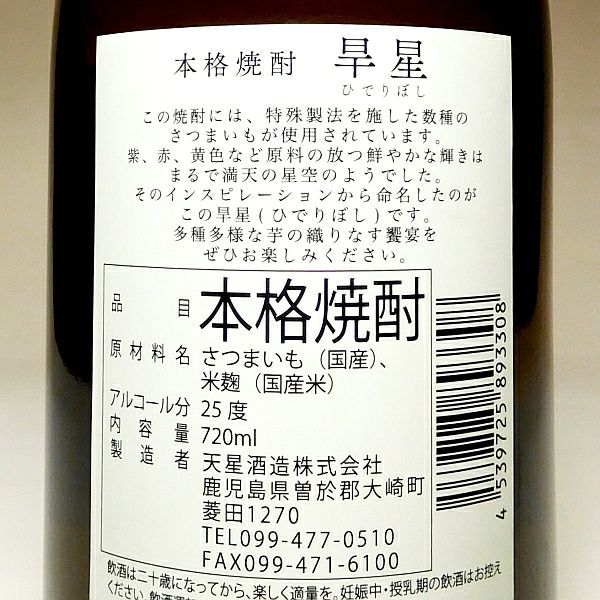 本格焼酎 旱星
ひでりぼし
この焼酎には、特殊製法を施した数種の
さつまいもが使用されています。
紫、赤、黄色など原料の放つ鮮やかな輝きは
まるで満天の星空のようでした。
そのインスピレーションから命名したのが
この旱星(ひでりぼし)です。
多種多様な芋の織りなす饗宴を
ぜひお楽しみください。
品目 本格焼酎
原材料名 さつまいも（国産）、
米麹（国産米）
アルコール分 25度
内容量 720ml
製造者 天星酒造株式会社
鹿児島県曽於郡大崎町
菱田1270
TEL099-477-0510
FAX099-471-6100
4 539725 893308
飲酒は二十歳になってから、楽しく適量を。妊娠中・授乳期の飲酒はお控え
ください。飲酒運転